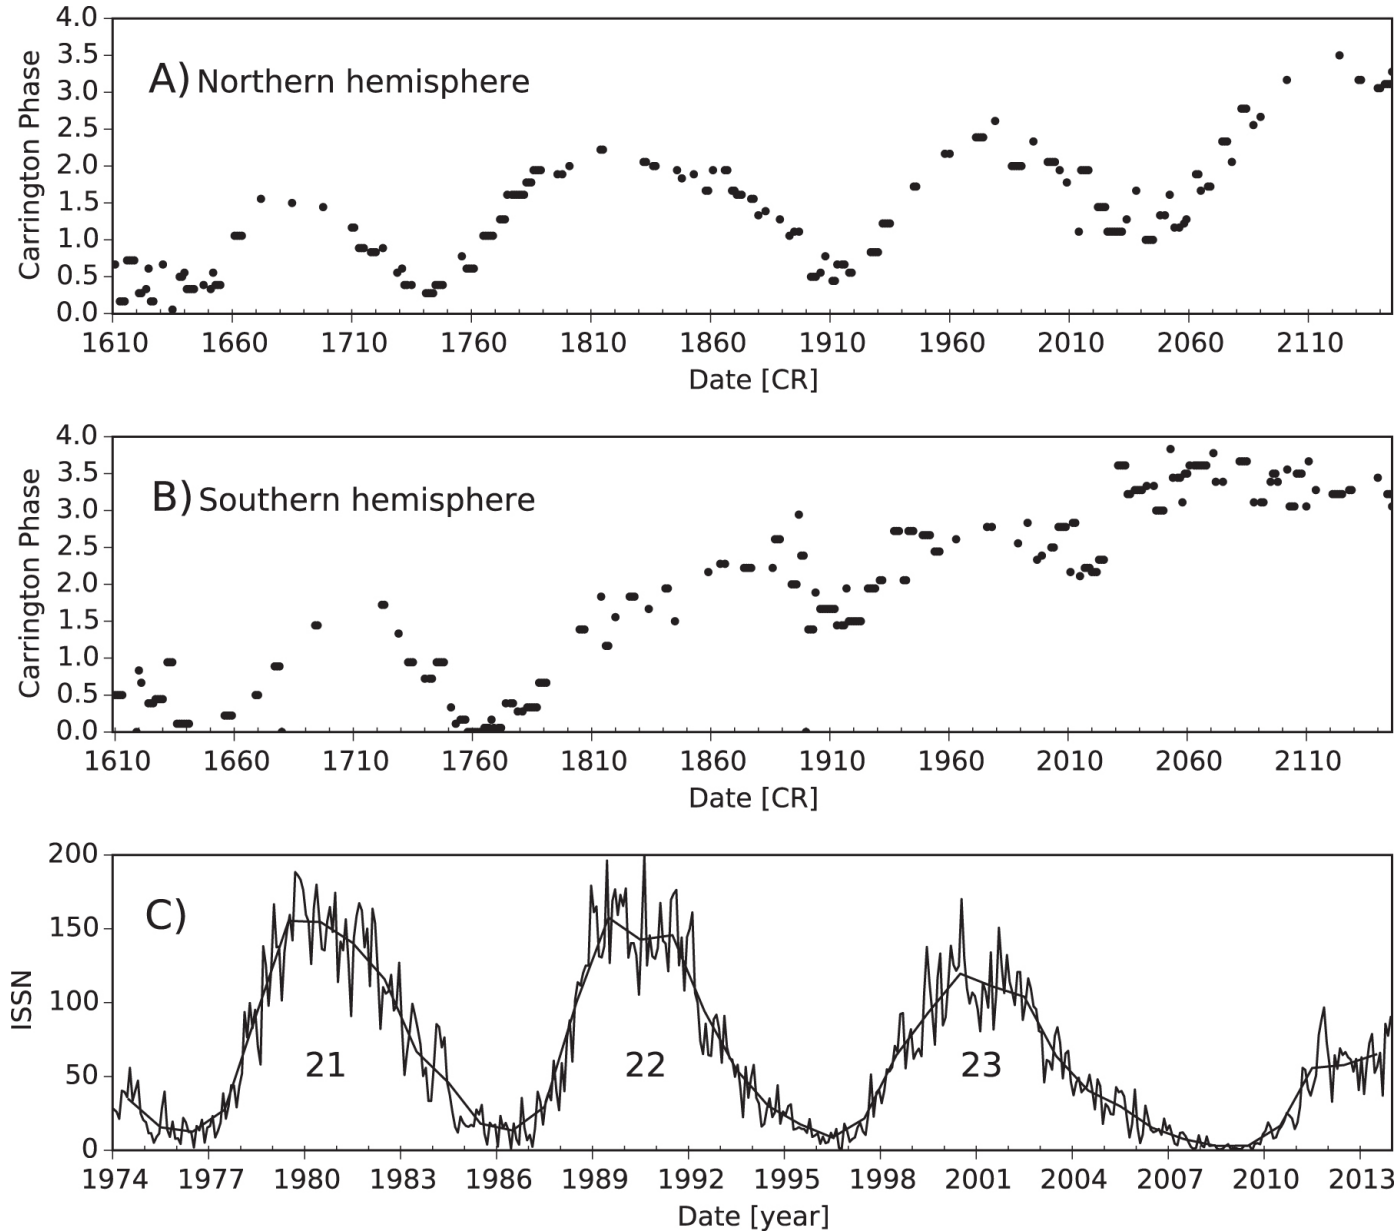 4.0
3.5
3.0
2.5
2.0
1.5
1.0
0.5
0.0
Carrington Phase
A) Northern hemisphere
1610 1660 1710 1760 1810 1860 1910 1960 2010 2060 2110
Date [CR]
4.0
3.5
3.0
2.5
2.0
1.5
1.0
0.5
0.0
Carrington Phase
B) Southern hemisphere
1610 1660 1710 1760 1810 1860 1910 1960 2010 2060 2110
Date [CR]
200
150
100
50
0
ISSN
C)
21 22 23
1974 1977 1980 1983 1986 1989 1992 1995 1998 2001 2004 2007 2010 2013
Date [year]